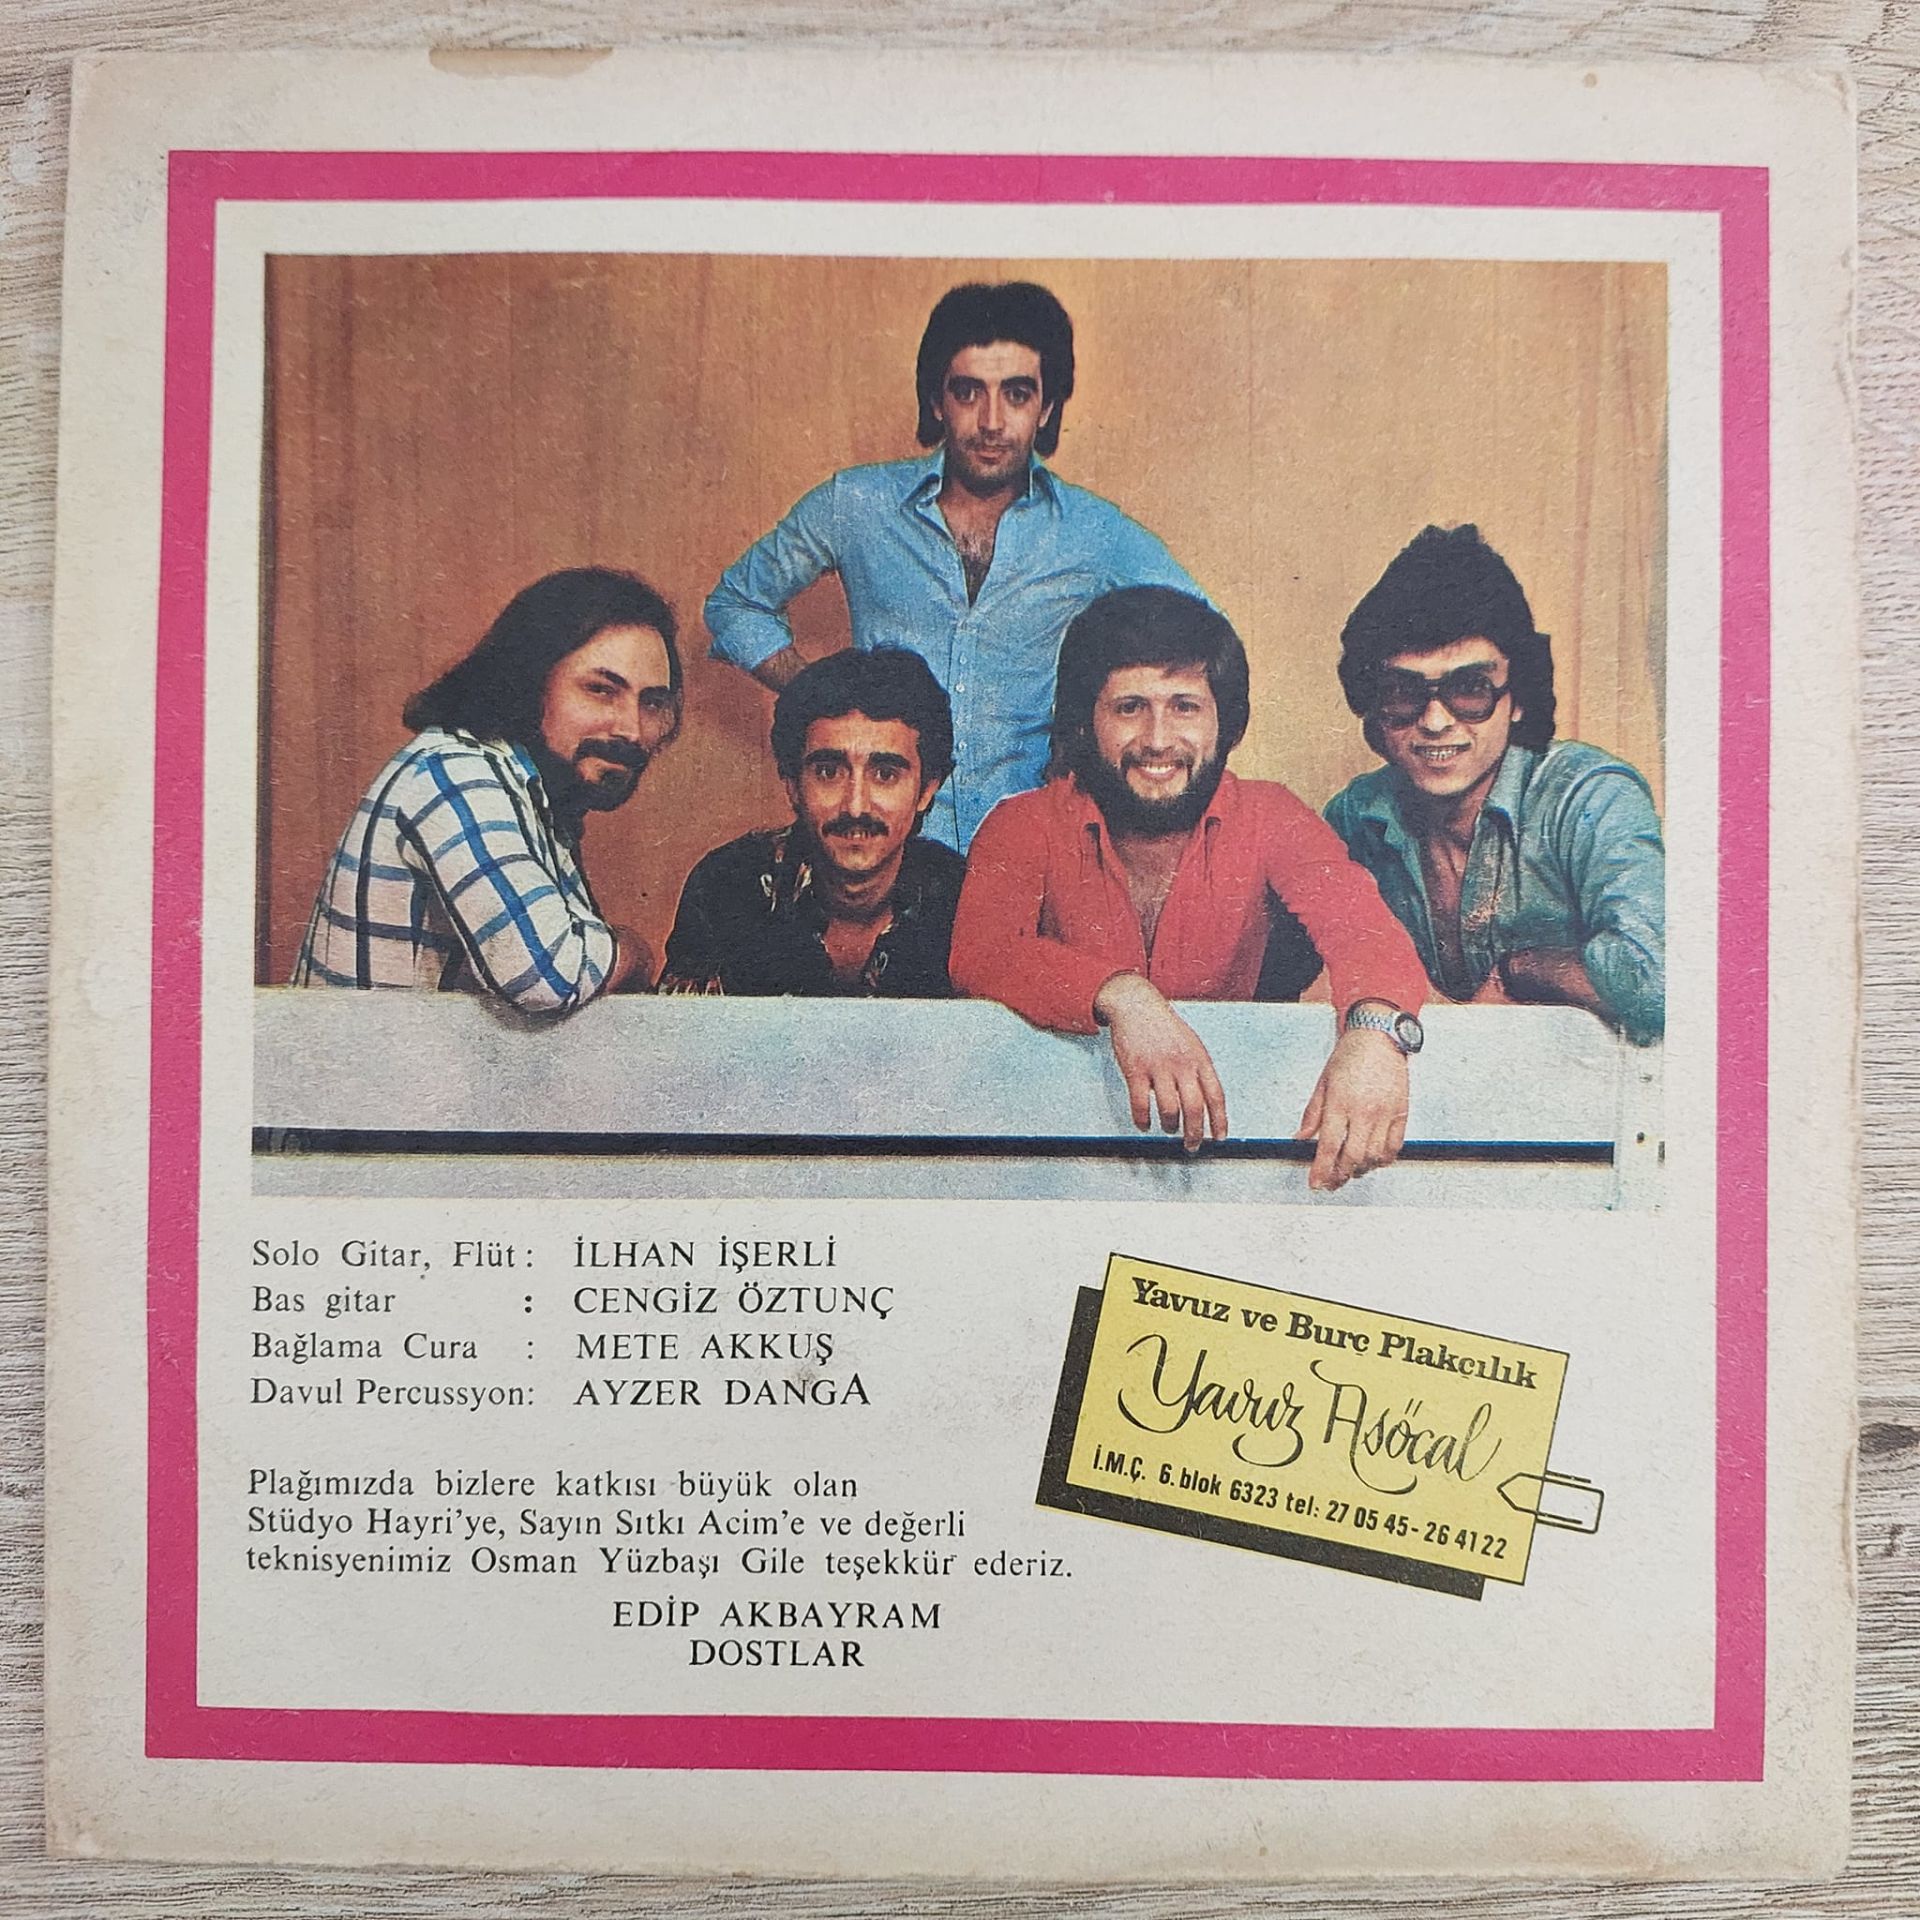 Solo Gitar, Flüt : İLHAN İŞERLİ
Bas gitar : CENGİZ ÖZTUNÇ
Bağlama Cura : METE AKKUŞ
Davul Percussyon: AYZER DANGA
Plağımızda bizlere katkısı büyük olan
Stüdyo Hayri'ye, Sayın Sıtkı Acim'e ve değerli
teknisyenimiz Osman Yüzbaşı Gile teşekkür ederiz.
EDİP AKBAYRAM
DOSTLAR
Yavuz ve Burç Plakçılık
Yavuz Asöcal
İ.M.Ç. 6. blok 6323 tel: 27 05 45 - 26 41 22